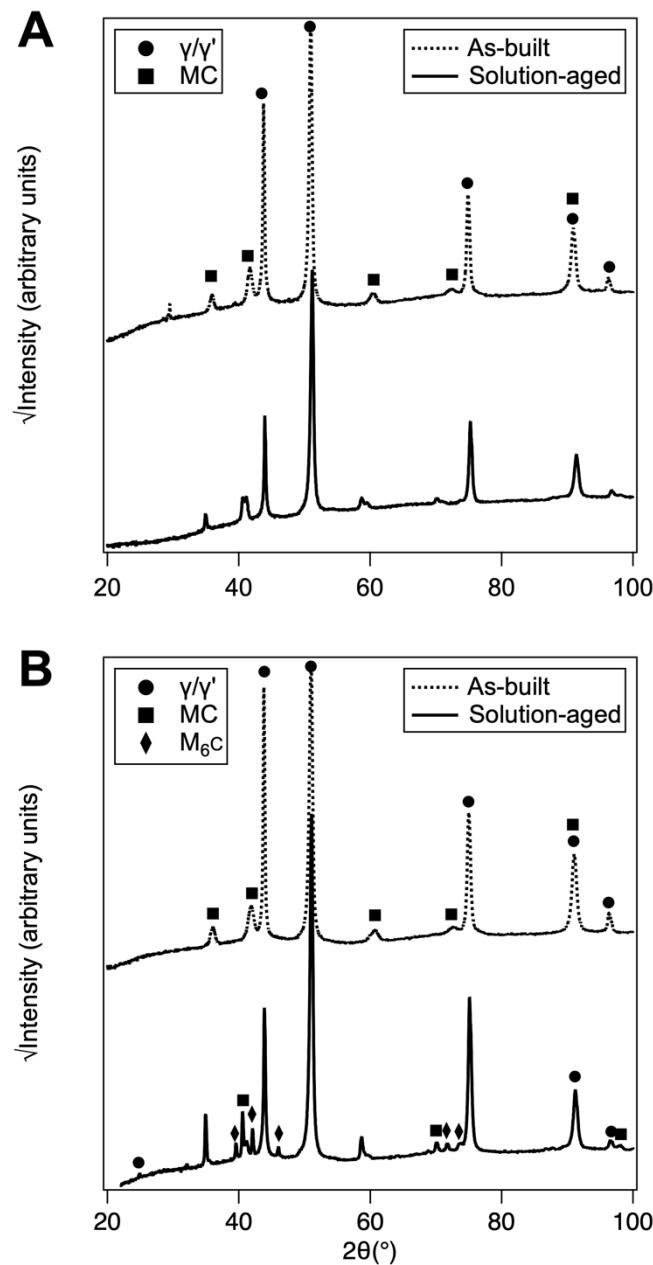 A
γ/γ'
MC
As-built
Solution-aged
√Intensity (arbitrary units)
20
40
60
80
100
B
γ/γ'
MC
M₆C
As-built
Solution-aged
√Intensity (arbitrary units)
20
40
60
80
100
2θ(°)